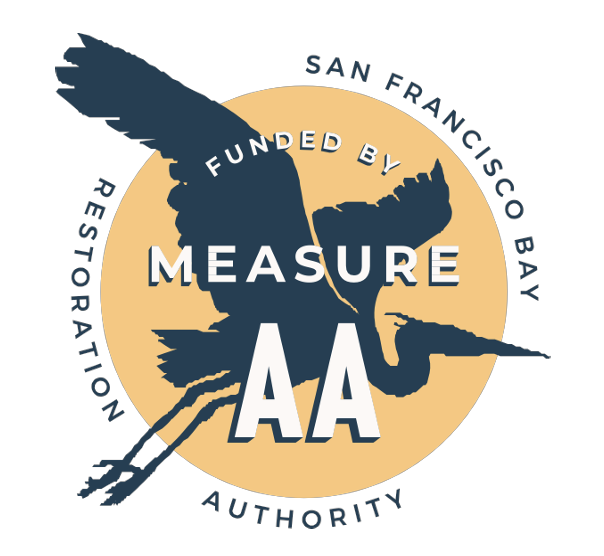 SAN FRANCISCO BAY
RESTORATION
AUTHORITY
FUNDED BY
MEASURE
AA